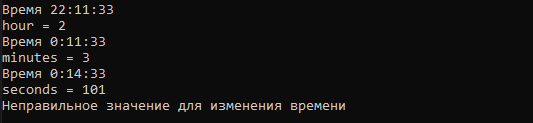 Время 22:11:33
hour = 2
Время 0:11:33
minutes = 3
Время 0:14:33
seconds = 101
Неправильное значение для изменения времени